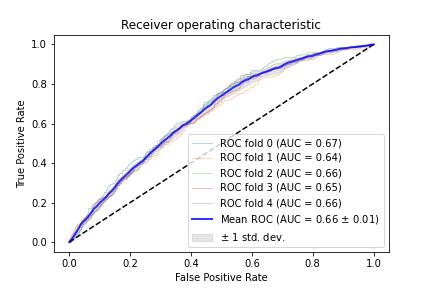 Receiver operating characteristic
True Positive Rate
1.0
0.8
0.6
0.4
0.2
0.0
ROC fold 0 (AUC = 0.67)
ROC fold 1 (AUC = 0.64)
ROC fold 2 (AUC = 0.66)
ROC fold 3 (AUC = 0.65)
ROC fold 4 (AUC = 0.66)
Mean ROC (AUC = 0.66 ± 0.01)
± 1 std. dev.
0.0 0.2 0.4 0.6 0.8 1.0
False Positive Rate